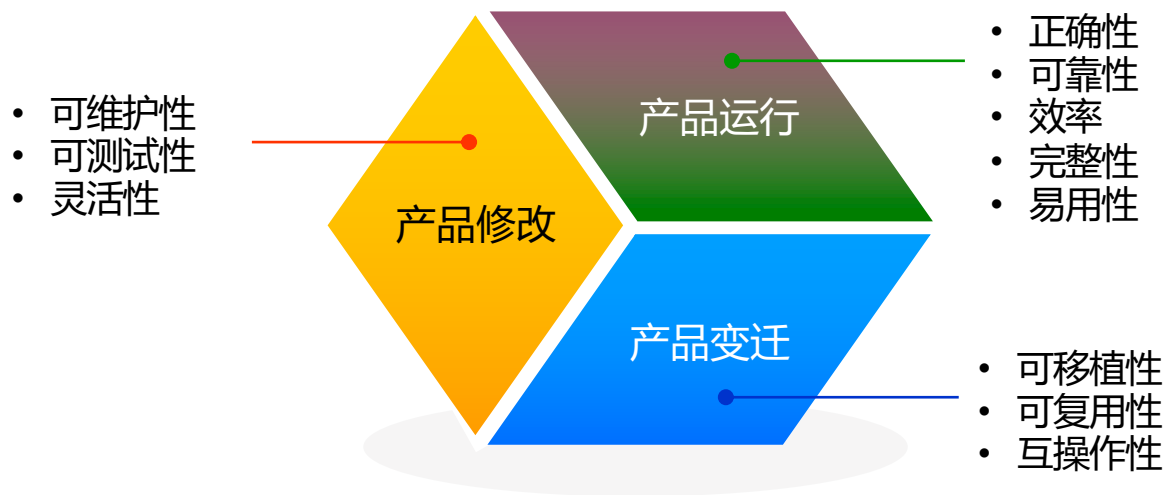 • 可维护性
• 可测试性
• 灵活性
产品修改
产品运行
• 正确性
• 可靠性
• 效率
• 完整性
• 易用性
产品变迁
• 可移植性
• 可复用性
• 互操作性